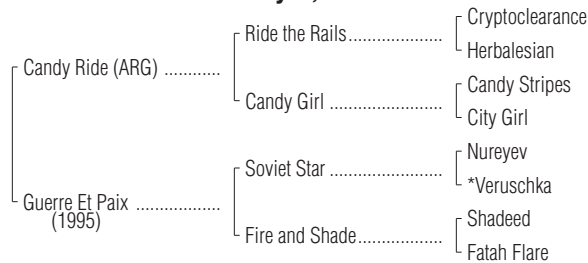 Cryptoclearance
Ride the Rails
Herbalesian
Candy Ride (ARG)
Candy Stripes
Candy Girl
City Girl
Nureyev
Soviet Star
*Veruschka
Guerre Et Paix
(1995)
Shadeed
Fire and Shade
Fatah Flare